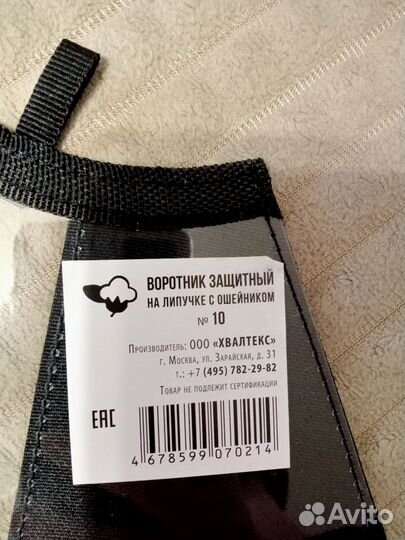 ВОРОТНИК ЗАЩИТНЫЙ
НА ЛИПУЧКЕ С ОШЕЙНИКОМ
№ 10
Производитель: ООО «ХВАЛТЕКС»
г. Москва, ул. Зарайская, д. 31
т.: +7 (495) 782-29-82
Товар не подлежит сертификации
EAC
4 678599 070214
Avito